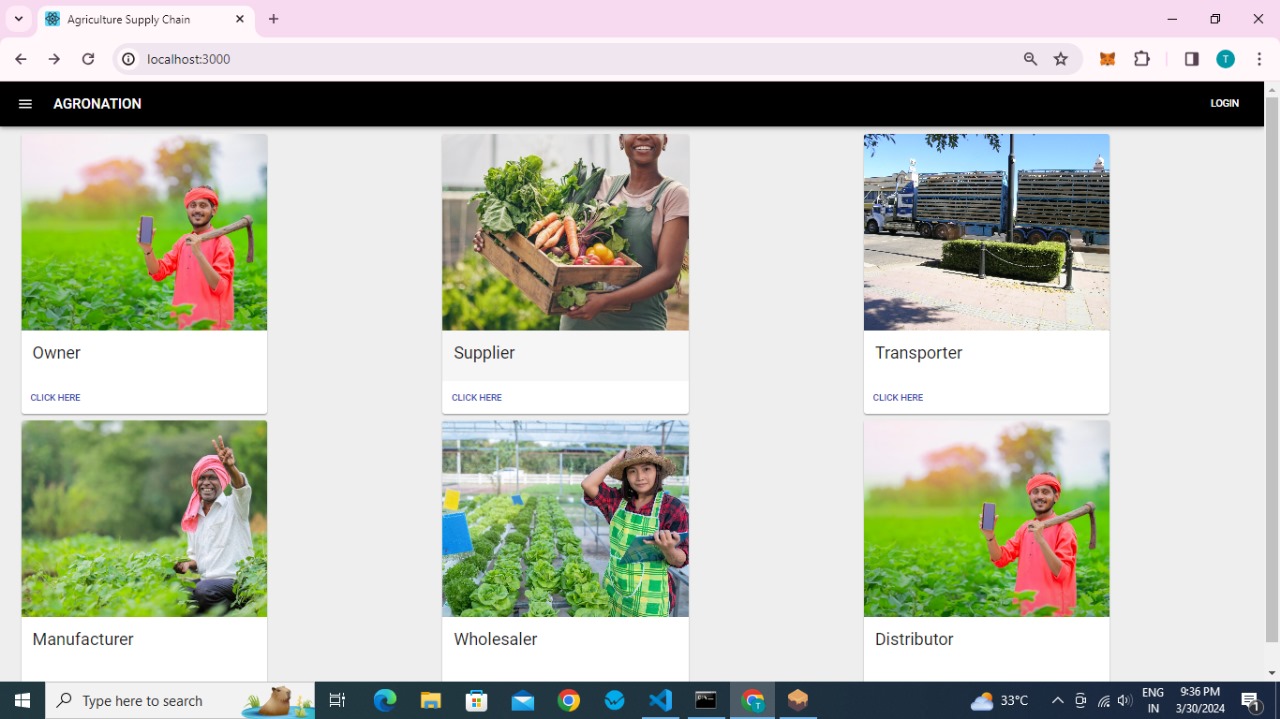 Agriculture Supply Chain
localhost:3000
T
AGRONATION
LOGIN
Owner
Supplier
Transporter
CLICK HERE
CLICK HERE
CLICK HERE
Manufacturer
Wholesaler
Distributor
Type here to search
T
33°C
ENG
IN
9:36 PM
3/30/2024
1